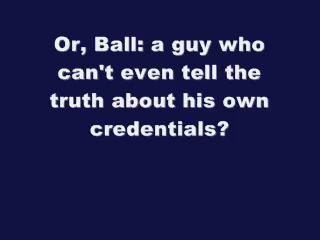 Or, Ball: a guy who
can't even tell the
truth about his own
credentials?